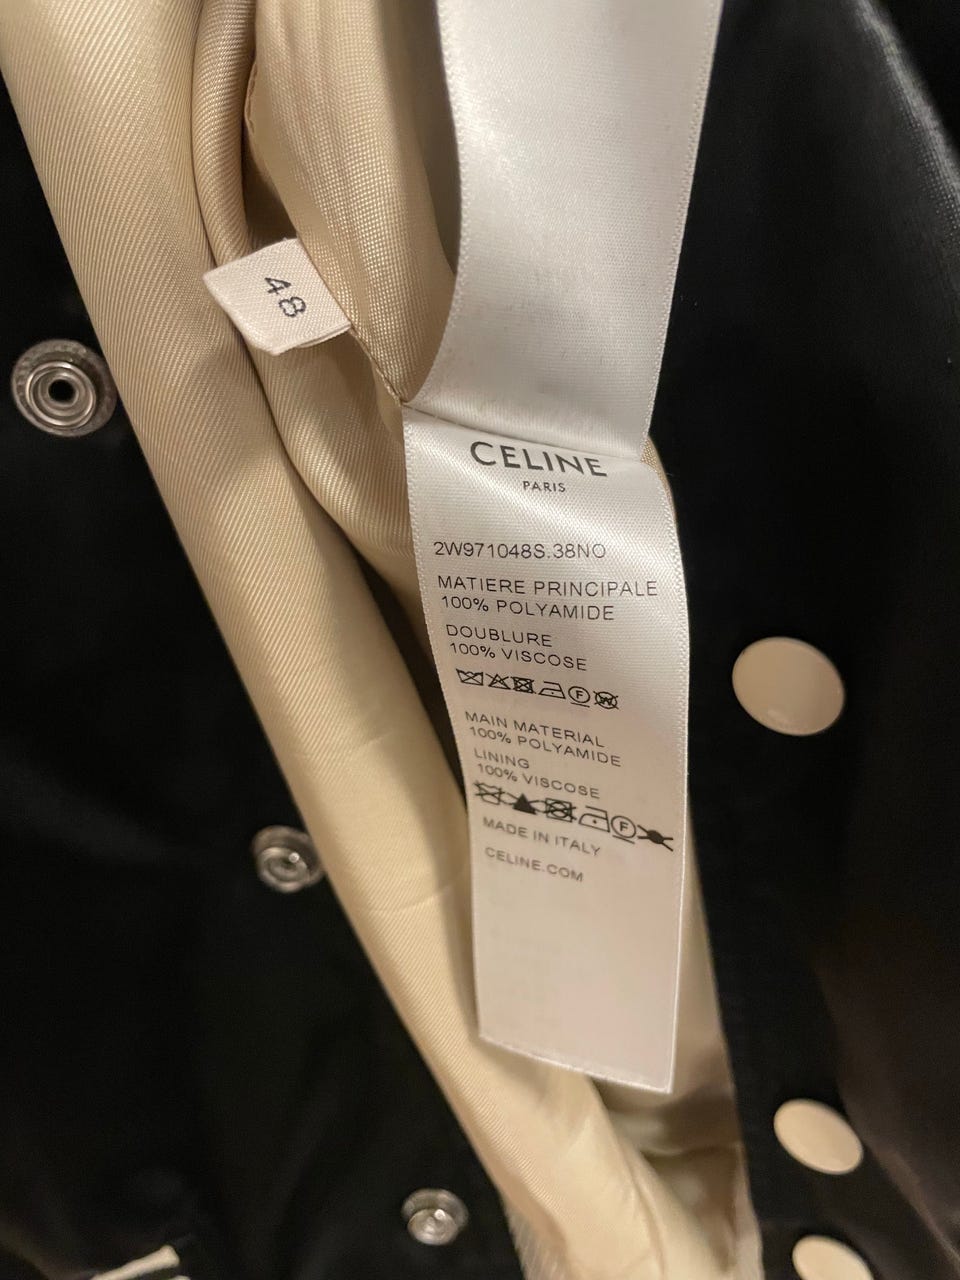 48
CELINE
PARIS
2W971048S.38NO
MATIERE PRINCIPALE
100% POLYAMIDE
DOUBLURE
100% VISCOSE
MAIN MATERIAL
100% POLYAMIDE
LINING
100% VISCOSE
MADE IN ITALY
CELINE.COM